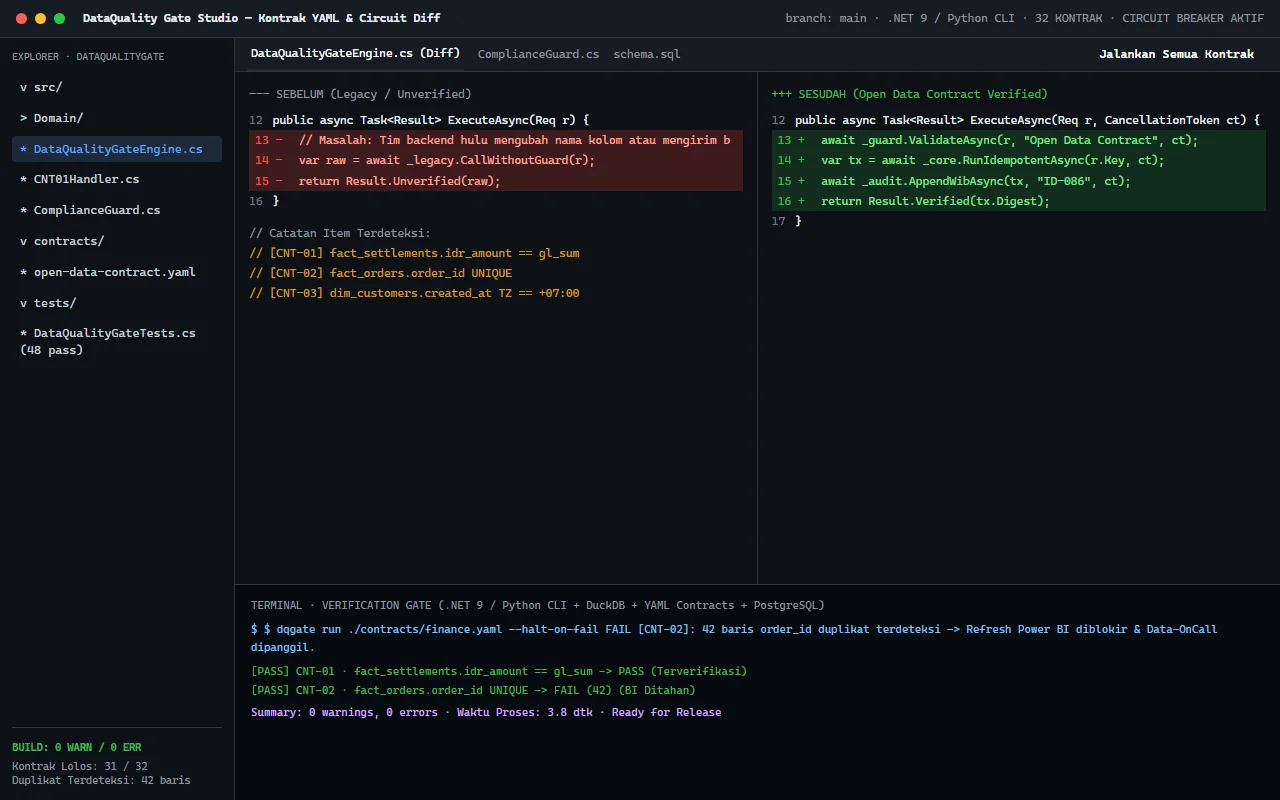 DataQuality Gate Studio — Kontrak YAML & Circuit Diff
branch: main · .NET 9 / Python CLI · 32 KONTRAK · CIRCUIT BREAKER AKTIF
EXPLORER · DATAQUALITYGATE
v src/
> Domain/
* DataQualityGateEngine.cs
* CNT01Handler.cs
* ComplianceGuard.cs
v contracts/
* open-data-contract.yaml
v tests/
* DataQualityGateTests.cs
(48 pass)
BUILD: 0 WARN / 0 ERR
Kontrak Lolos: 31 / 32
Duplikat Terdeteksi: 42 baris
DataQualityGateEngine.cs (Diff)
ComplianceGuard.cs
schema.sql
Jalankan Semua Kontrak
--- SEBELUM (Legacy / Unverified)
12 public async Task<Result> ExecuteAsync(Req r) {
13 - // Masalah: Tim backend hulu mengubah nama kolom atau mengirim b
14 - var raw = await _legacy.CallWithoutGuard(r);
15 - return Result.Unverified(raw);
16 }
// Catatan Item Terdeteksi:
// [CNT-01] fact_settlements.idr_amount == gl_sum
// [CNT-02] fact_orders.order_id UNIQUE
// [CNT-03] dim_customers.created_at TZ == +07:00
+++ SESUDAH (Open Data Contract Verified)
12 public async Task<Result> ExecuteAsync(Req r, CancellationToken ct) {
13 + await _guard.ValidateAsync(r, "Open Data Contract", ct);
14 + var tx = await _core.RunIdempotentAsync(r.Key, ct);
15 + await _audit.AppendWibAsync(tx, "ID-086", ct);
16 + return Result.Verified(tx.Digest);
17 }
TERMINAL · VERIFICATION GATE (.NET 9 / Python CLI + DuckDB + YAML Contracts + PostgreSQL)
$ $ dqgate run ./contracts/finance.yaml --halt-on-fail FAIL [CNT-02]: 42 baris order_id duplikat terdeteksi -> Refresh Power BI diblokir & Data-OnCall
dipanggil.
[PASS] CNT-01 · fact_settlements.idr_amount == gl_sum -> PASS (Terverifikasi)
[PASS] CNT-02 · fact_orders.order_id UNIQUE -> FAIL (42) (BI Ditahan)
Summary: 0 warnings, 0 errors · Waktu Proses: 3.8 dtk · Ready for Release